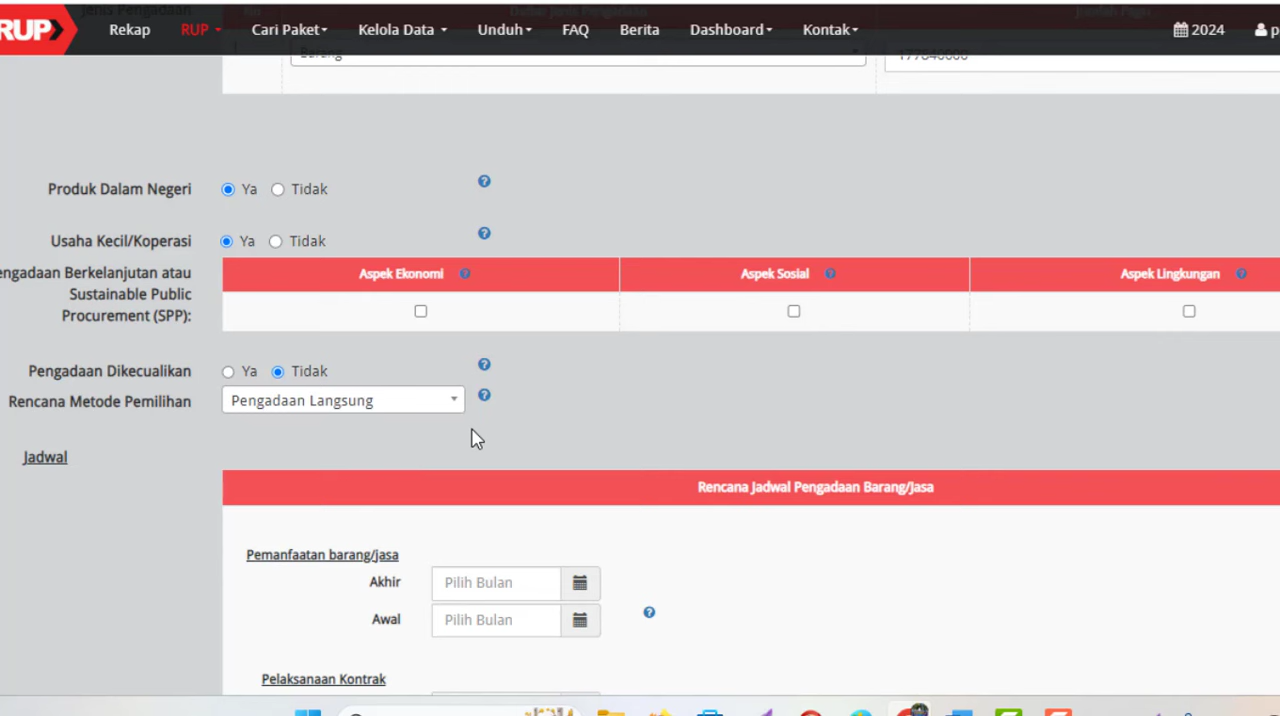 RUP
Rekap
RUP
Cari Paket
Kelola Data
Unduh
FAQ
Berita
Dashboard
Kontak
2024
p
Barang
177840000
Produk Dalam Negeri
Ya
Tidak
Usaha Kecil/Koperasi
Ya
Tidak
engadaan Berkelanjutan atau
Sustainable Public
Procurement (SPP):
Aspek Ekonomi
Aspek Sosial
Aspek Lingkungan
Pengadaan Dikecualikan
Ya
Tidak
Rencana Metode Pemilihan
Pengadaan Langsung
Jadwal
Rencana Jadwal Pengadaan Barang/Jasa
Pemanfaatan barang/jasa
Akhir
Pilih Bulan
Awal
Pilih Bulan
Pelaksanaan Kontrak